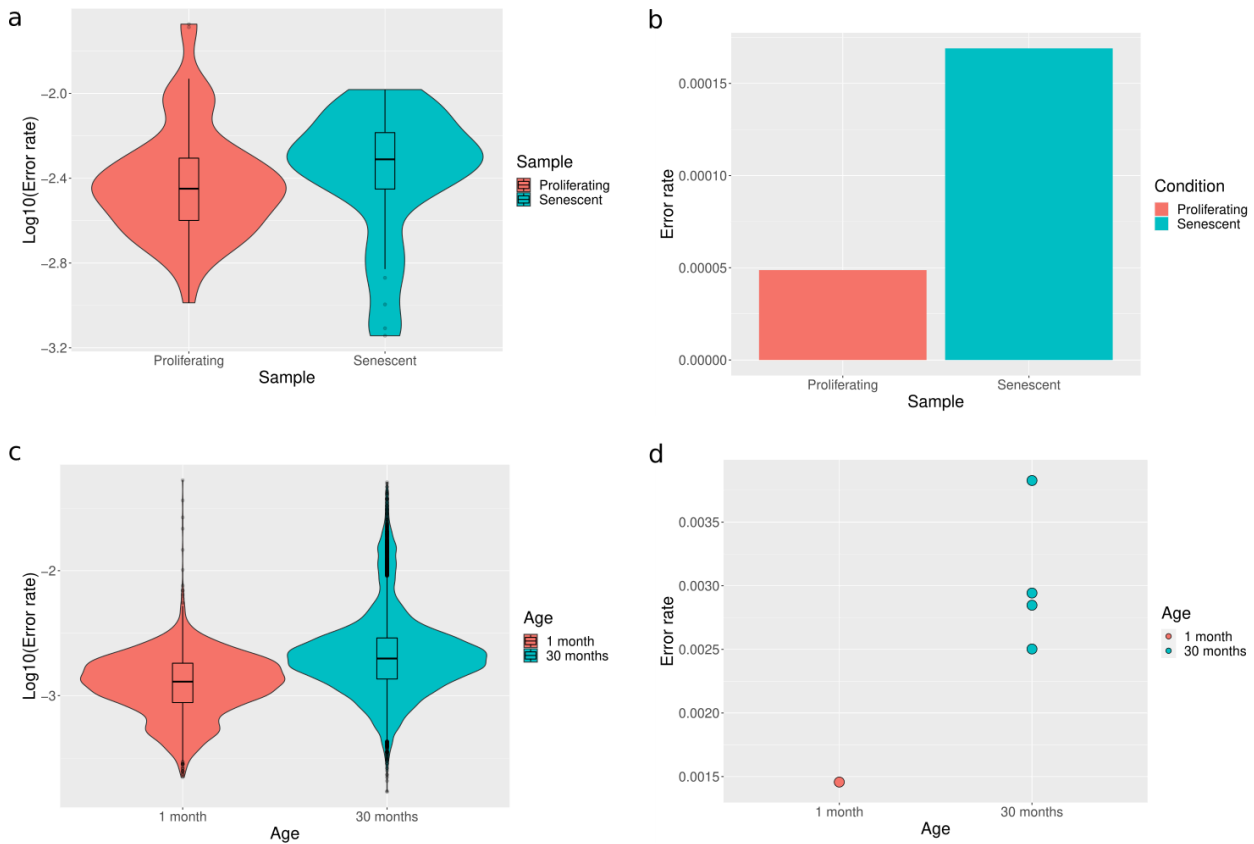 a
Log10(Error rate)
−2.0
−2.4
−2.8
−3.2
Proliferating
Senescent
Sample
Sample
Proliferating
Senescent
b
Error rate
0.00015
0.00010
0.00005
0.00000
Proliferating
Senescent
Sample
Condition
Proliferating
Senescent
c
Log10(Error rate)
−2
−3
1 month
30 months
Age
Age
1 month
30 months
d
Error rate
0.0035
0.0030
0.0025
0.0020
0.0015
1 month
30 months
Age
Age
1 month
30 months